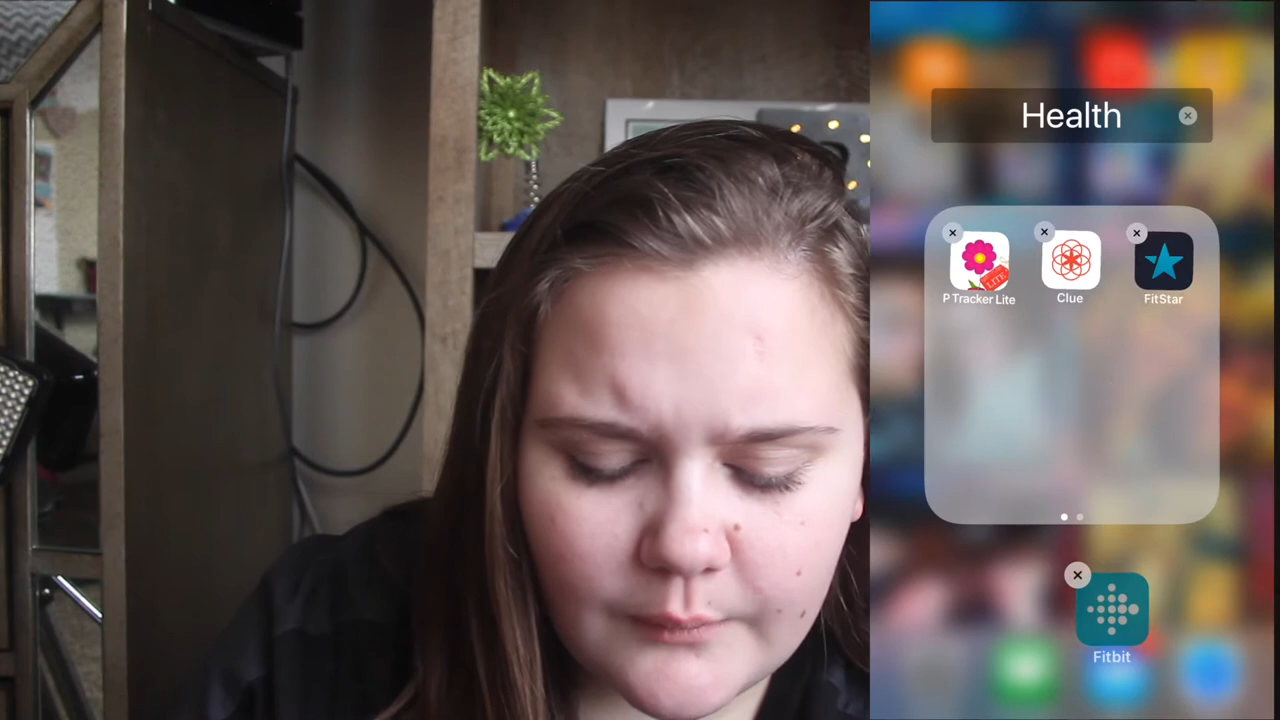 Health
P Tracker Lite
LITE
Clue
FitStar
Fitbit